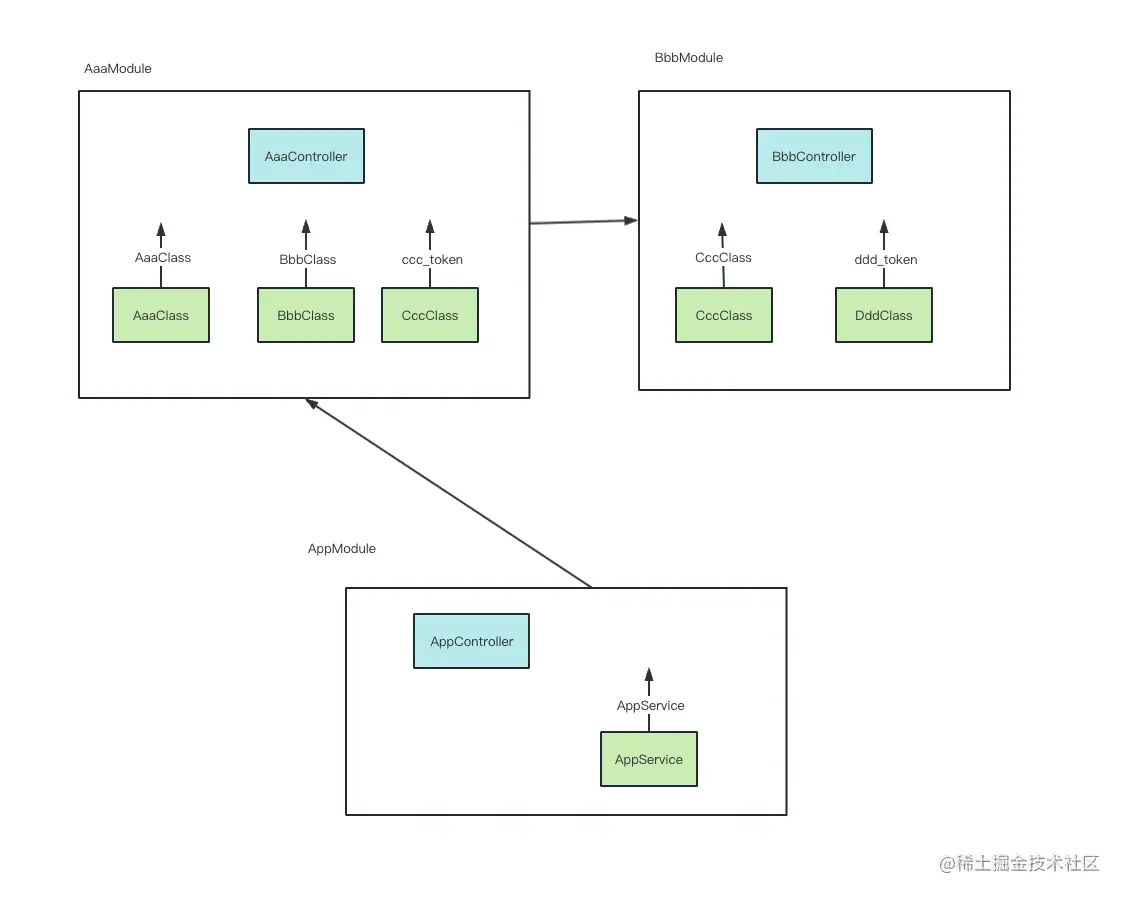 AaaModule
AaaController
AaaClass
BbbClass
ccc_token
AaaClass
BbbClass
CccClass
BbbModule
BbbController
CccClass
ddd_token
CccClass
DddClass
AppModule
AppController
AppService
AppService
@稀土掘金技术社区